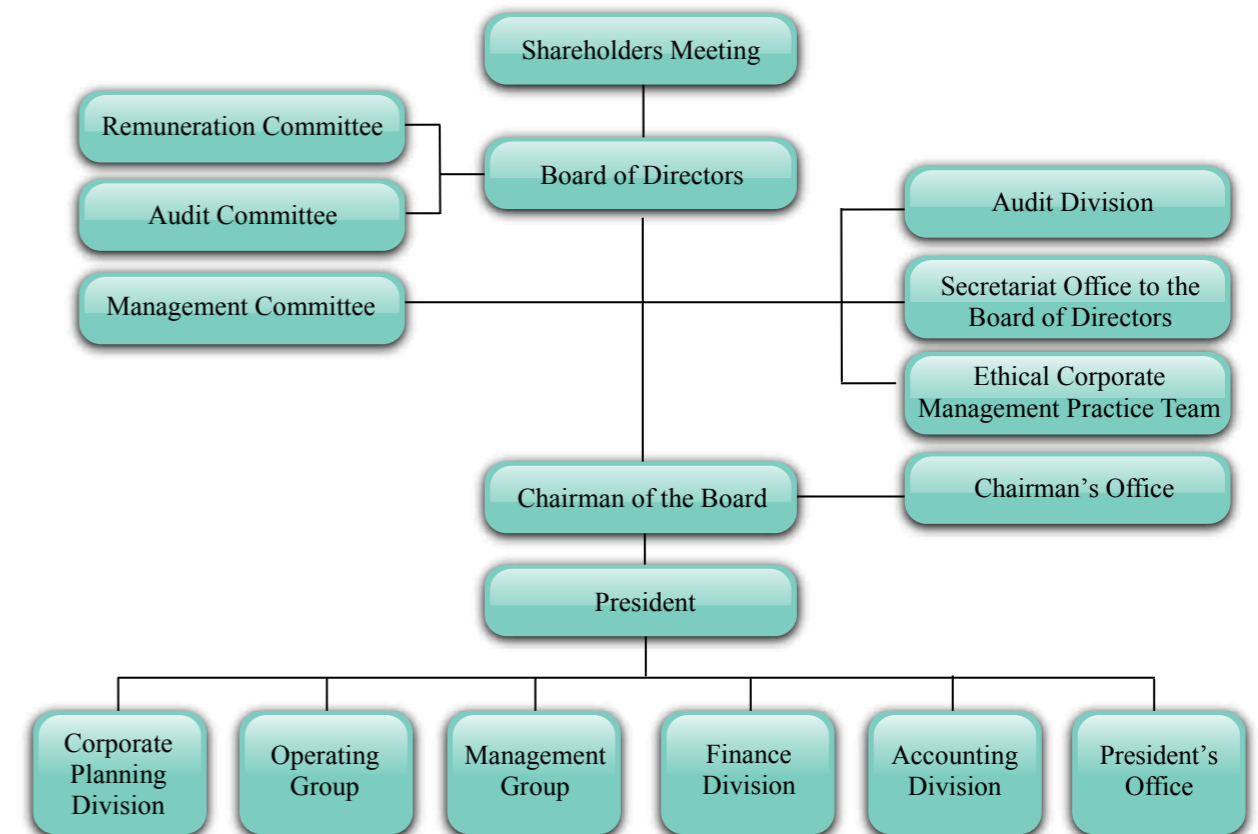 Shareholders Meeting
Remuneration Committee
Board of Directors
Audit Committee
Audit Division
Management Committee
Secretariat Office to the
Board of Directors
Ethical Corporate
Management Practice Team
Chairman of the Board
Chairman’s Office
President
Corporate
Planning
Division
Operating
Group
Management
Group
Finance
Division
Accounting
Division
President’s
Office